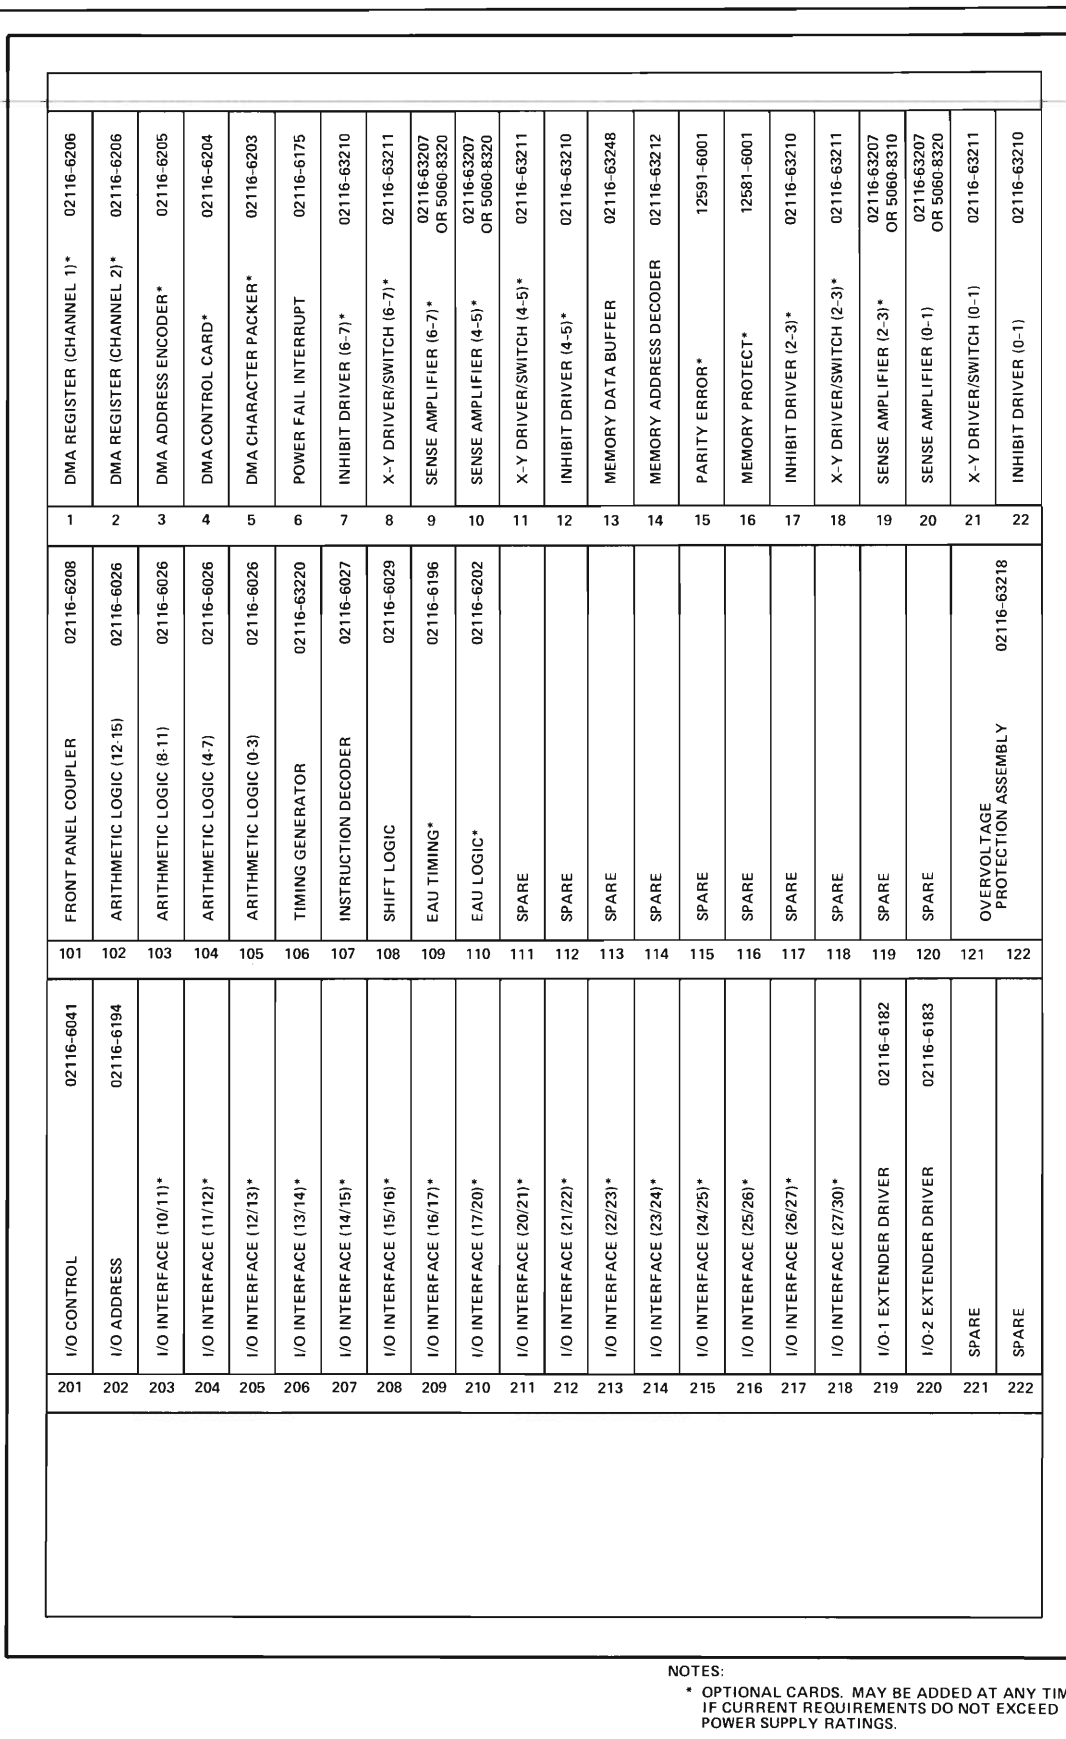 DMA REGISTER (CHANNEL 1)* 02116-6206
DMA REGISTER (CHANNEL 2)* 02116-6206
DMA ADDRESS ENCODER* 02116-6205
DMA CONTROL CARD* 02116-6204
DMA CHARACTER PACKER* 02116-6203
POWER FAIL INTERRUPT 02116-6175
INHIBIT DRIVER (6-7)* 02116-63210
X-Y DRIVER/SWITCH (6-7)* 02116-63211
SENSE AMPLIFIER (6-7)* 02116-63207
OR 5060-8320
SENSE AMPLIFIER (4-5)* 02116-63207
OR 5060-8320
X-Y DRIVER/SWITCH (4-5)* 02116-63211
INHIBIT DRIVER (4-5)* 02116-63210
MEMORY DATA BUFFER 02116-63248
MEMORY ADDRESS DECODER 02116-63212
PARITY ERROR* 12591-6001
MEMORY PROTECT* 12581-6001
INHIBIT DRIVER (2-3)* 02116-63210
X-Y DRIVER/SWITCH (2-3)* 02116-63211
SENSE AMPLIFIER (2-3)* 02116-63207
OR 5060-8310
SENSE AMPLIFIER (0-1) 02116-63207
OR 5060-8320
X-Y DRIVER/SWITCH (0-1) 02116-63211
INHIBIT DRIVER (0-1) 02116-63210
1 2 3 4 5 6 7 8 9 10 11 12 13 14 15 16 17 18 19 20 21 22
FRONT PANEL COUPLER 02116-6208
ARITHMETIC LOGIC (12-15) 02116-6026
ARITHMETIC LOGIC (8-11) 02116-6026
ARITHMETIC LOGIC (4-7) 02116-6026
ARITHMETIC LOGIC (0-3) 02116-6026
TIMING GENERATOR 02116-63220
INSTRUCTION DECODER 02116-6027
SHIFT LOGIC 02116-6029
EAU TIMING* 02116-6196
EAU LOGIC* 02116-6202
SPARE
SPARE
SPARE
SPARE
SPARE
SPARE
SPARE
SPARE
SPARE
SPARE
OVERVOLTAGE
PROTECTION ASSEMBLY 02116-63218
101 102 103 104 105 106 107 108 109 110 111 112 113 114 115 116 117 118 119 120 121 122
I/O CONTROL 02116-6041
I/O ADDRESS 02116-6194
I/O INTERFACE (10/11)*
I/O INTERFACE (11/12)*
I/O INTERFACE (12/13)*
I/O INTERFACE (13/14)*
I/O INTERFACE (14/15)*
I/O INTERFACE (15/16)*
I/O INTERFACE (16/17)*
I/O INTERFACE (17/20)*
I/O INTERFACE (20/21)*
I/O INTERFACE (21/22)*
I/O INTERFACE (22/23)*
I/O INTERFACE (23/24)*
I/O INTERFACE (24/25)*
I/O INTERFACE (25/26)*
I/O INTERFACE (26/27)*
I/O INTERFACE (27/30)*
I/O-1 EXTENDER DRIVER 02116-6182
I/O-2 EXTENDER DRIVER 02116-6183
SPARE
SPARE
201 202 203 204 205 206 207 208 209 210 211 212 213 214 215 216 217 218 219 220 221 222
NOTES:
* OPTIONAL CARDS. MAY BE ADDED AT ANY TIM
IF CURRENT REQUIREMENTS DO NOT EXCEED
POWER SUPPLY RATINGS.